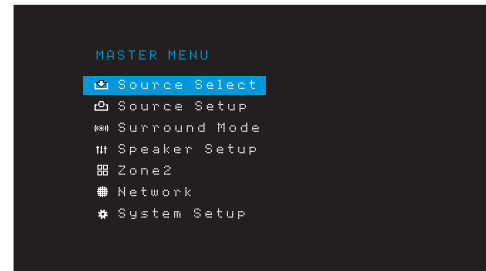 MASTER MENU
Source Select
Source Setup
Surround Mode
Speaker Setup
Zone2
Network
System Setup